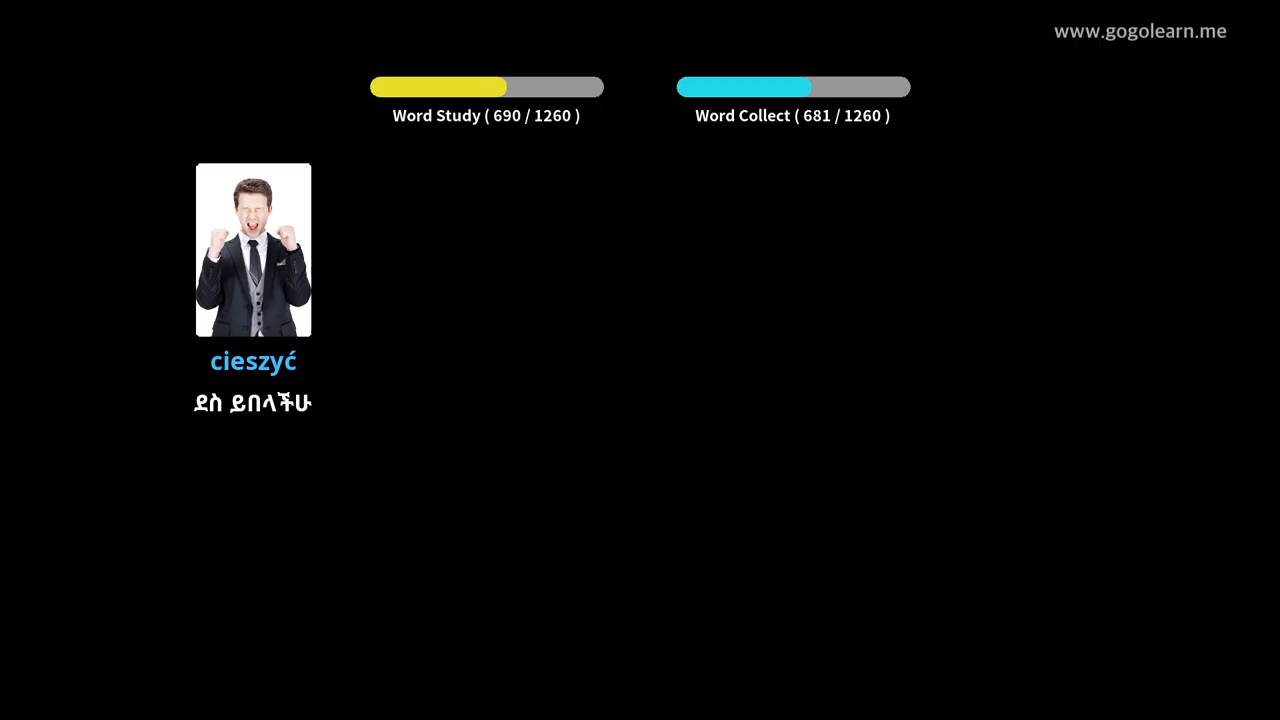 www.gogolearn.me
Word Study ( 690 / 1260 )
Word Collect ( 681 / 1260 )
cieszyć
ደስ ይበላችሁ